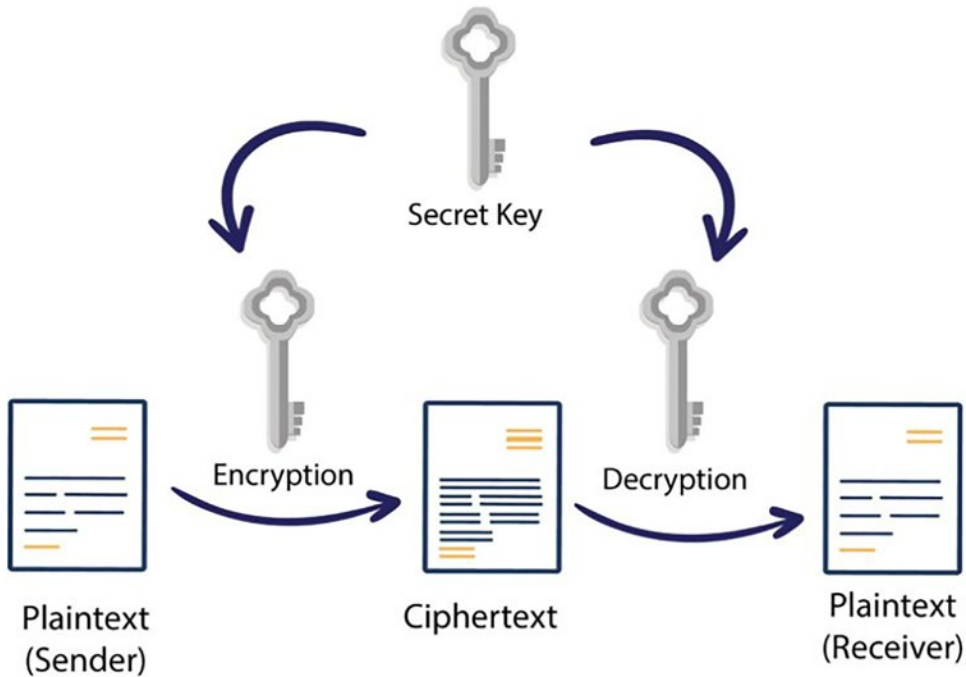 Secret Key
Encryption
Decryption
Plaintext
(Sender)
Ciphertext
Plaintext
(Receiver)